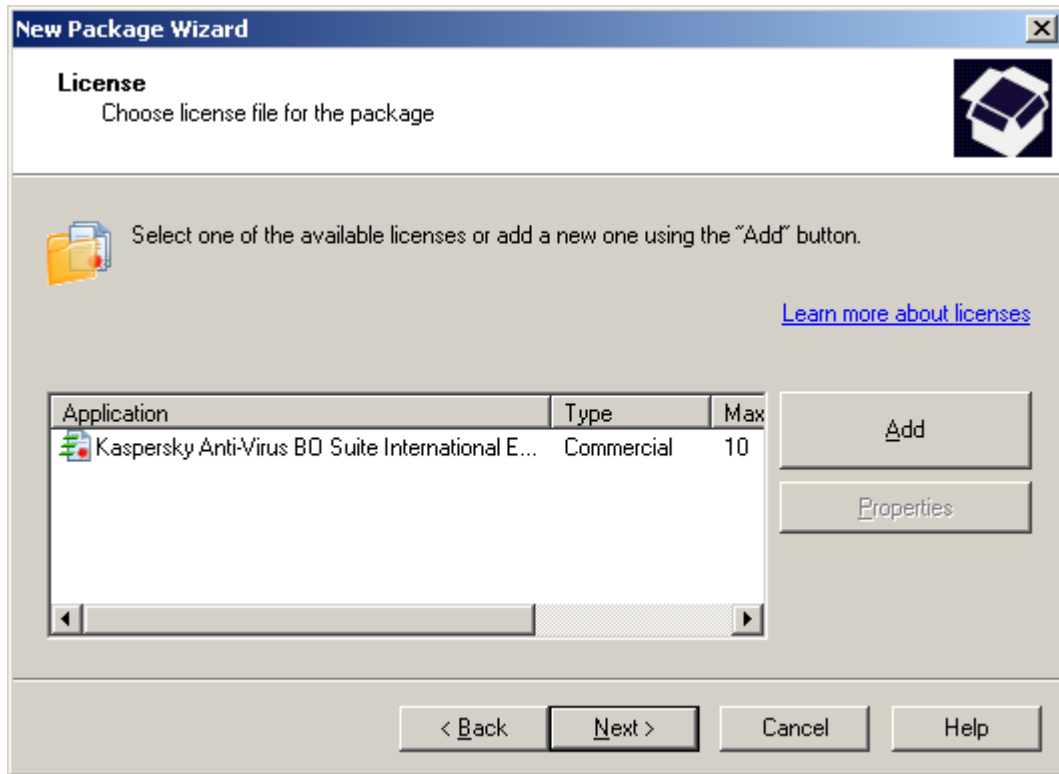 New Package Wizard
License
Choose license file for the package
Select one of the available licenses or add a new one using the "Add" button.
Learn more about licenses
Application Type Max
Kaspersky Anti-Virus BO Suite International E... Commercial 10
Add
Properties
< Back Next > Cancel Help